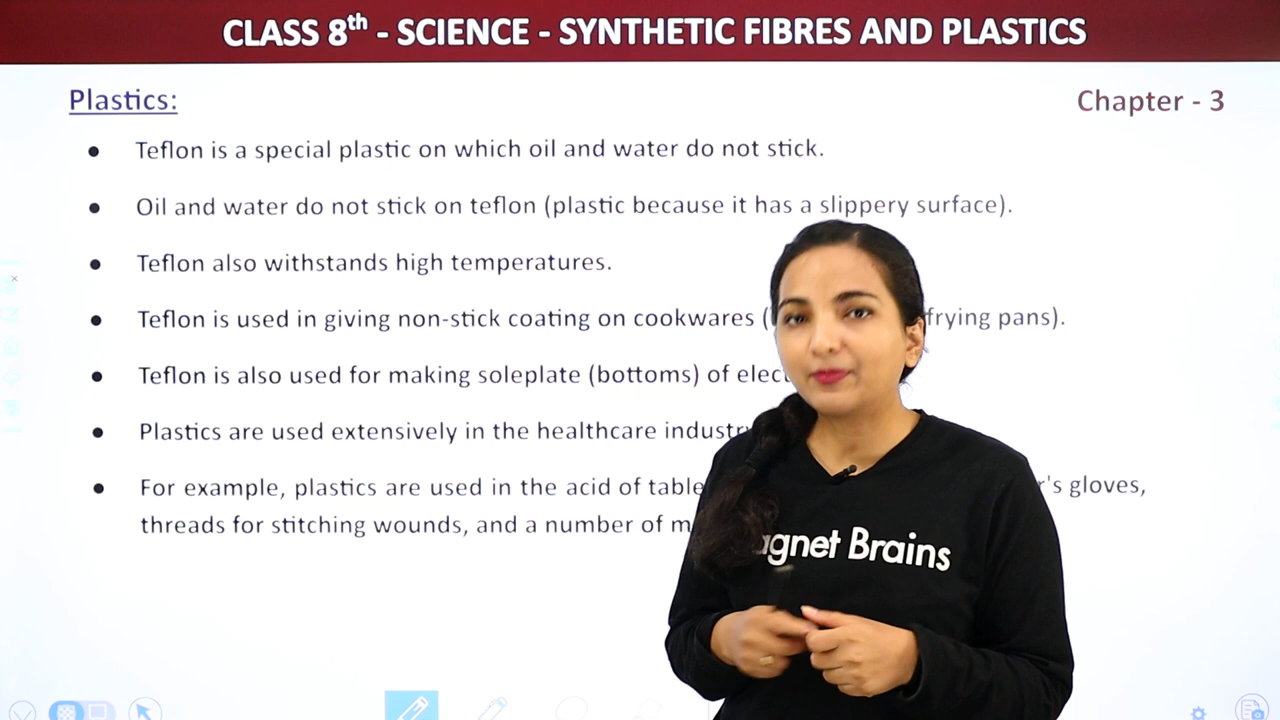 CLASS 8th - SCIENCE - SYNTHETIC FIBRES AND PLASTICS
Plastics:
Chapter - 3
Teflon is a special plastic on which oil and water do not stick.
Oil and water do not stick on teflon (plastic because it has a slippery surface).
Teflon also withstands high temperatures.
Teflon is used in giving non-stick coating on cookwares ( frying pans).
Teflon is also used for making soleplate (bottoms) of
Plastics are used extensively in the healthcare
For example, plastics are used in the acid of gloves,
threads for stitching wounds, and a number of
Brains